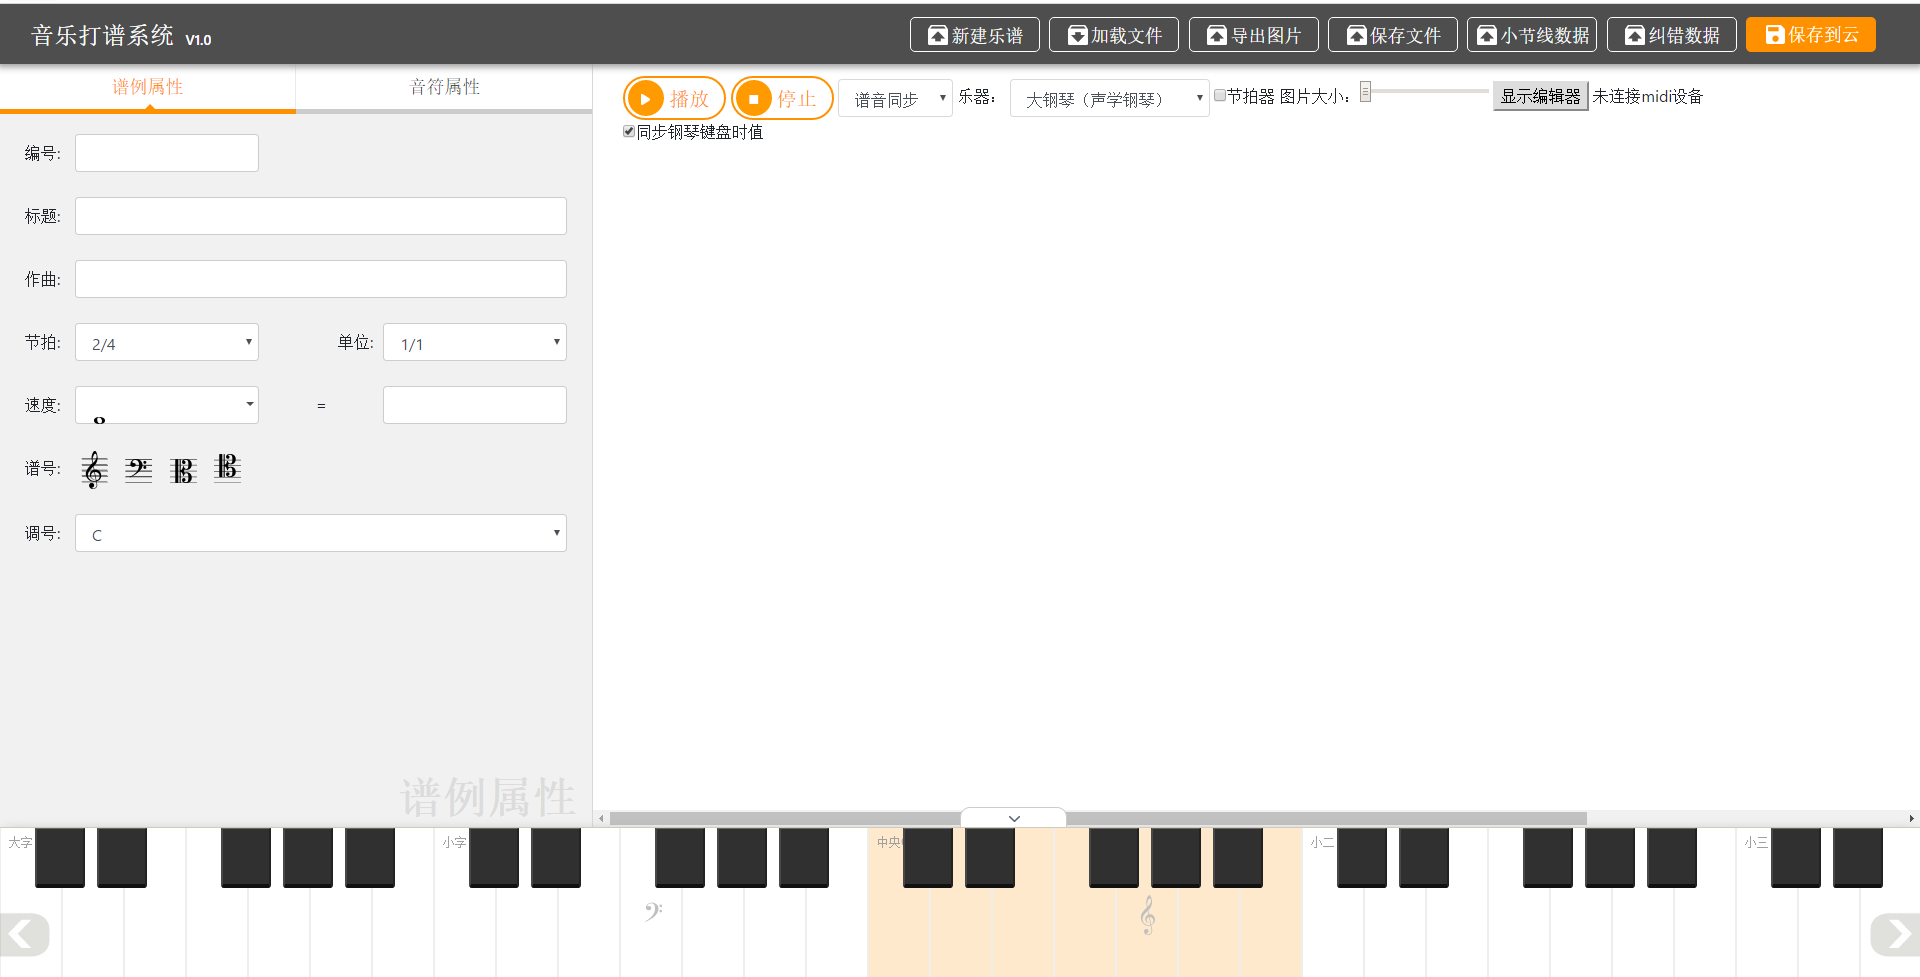 音乐打谱系统 V1.0
新建乐谱 加载文件 导出图片 保存文件 小节线数据 纠错数据 保存到云
谱例属性 音符属性
播放 停止 谱音同步 乐器： 大钢琴（声学钢琴） 节拍器 图片大小： 显示编辑器 未连接midi设备
同步钢琴键盘时值
编号:
标题:
作曲:
节拍: 2/4 单位: 1/1
速度: =
谱号:
调号: C
谱例属性
大字 小字 中央 小二 小三